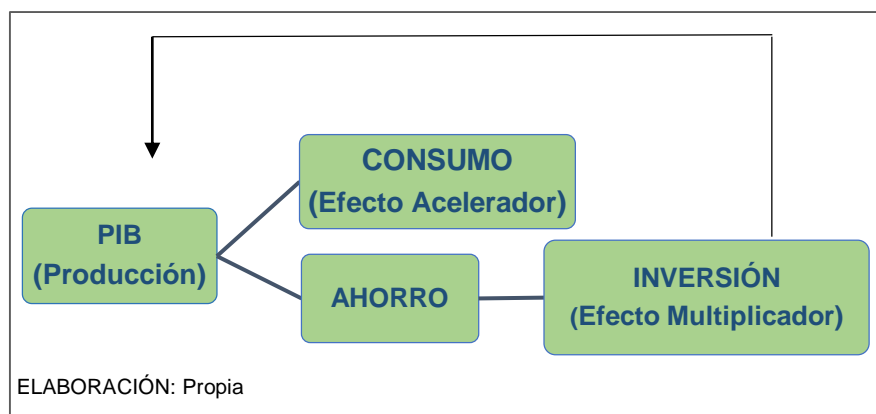 CONSUMO
(Efecto Acelerador)
PIB
(Producción)
AHORRO
INVERSIÓN
(Efecto Multiplicador)
ELABORACIÓN: Propia